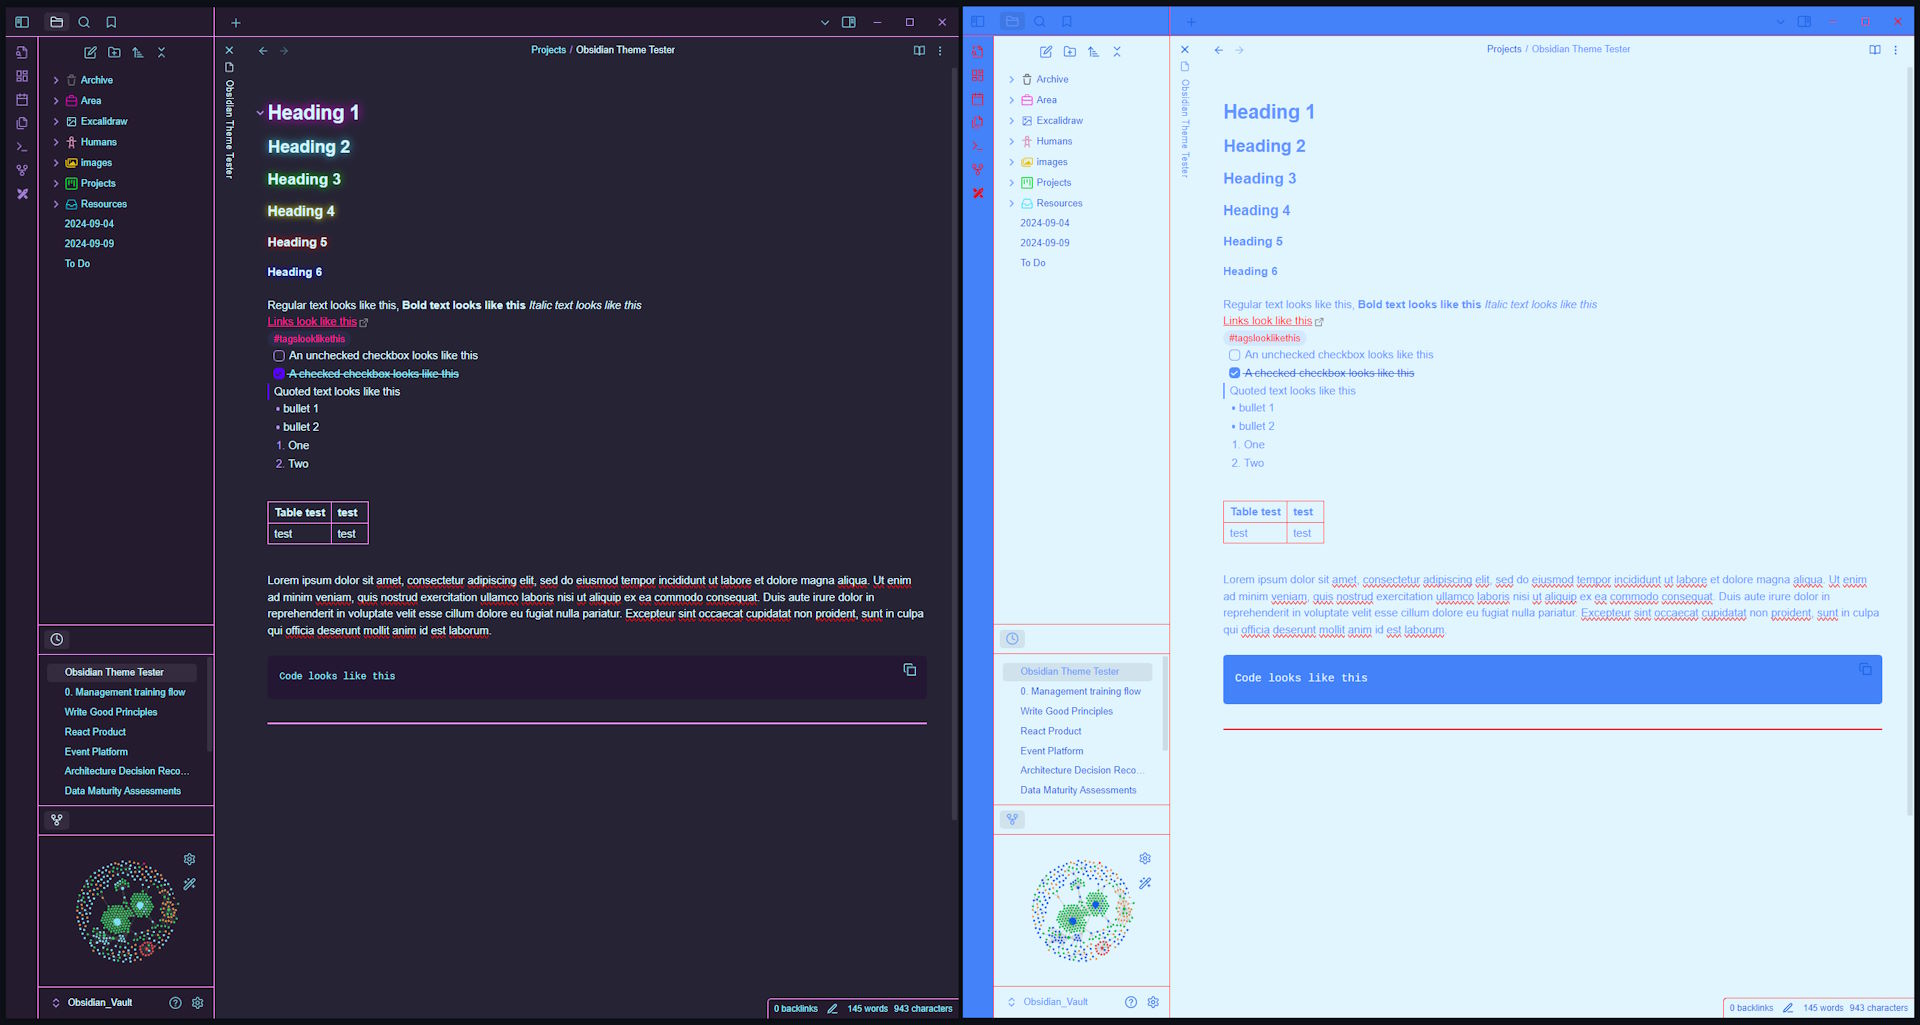 Archive
Area
Excalidraw
Humans
images
Projects
Resources
2024-09-04
2024-09-09
To Do
Obsidian Theme Tester
0. Management training flow
Write Good Principles
React Product
Event Platform
Architecture Decision Reco...
Data Maturity Assessments
Obsidian_Vault
Obsidian Theme Tester
Projects / Obsidian Theme Tester
Heading 1
Heading 2
Heading 3
Heading 4
Heading 5
Heading 6
Regular text looks like this, Bold text looks like this Italic text looks like this
Links look like this
#tagslooklikethis
An unchecked checkbox looks like this
A checked checkbox looks like this
Quoted text looks like this
• bullet 1
• bullet 2
1. One
2. Two
Table test test
test test
Lorem ipsum dolor sit amet, consectetur adipiscing elit, sed do eiusmod tempor incididunt ut labore et dolore magna aliqua. Ut enim
ad minim veniam, quis nostrud exercitation ullamco laboris nisi ut aliquip ex ea commodo consequat. Duis aute irure dolor in
reprehenderit in voluptate velit esse cillum dolore eu fugiat nulla pariatur. Excepteur sint occaecat cupidatat non proident, sunt in culpa
qui officia deserunt mollit anim id est laborum.
Code looks like this
0 backlinks 145 words 943 characters
Archive
Area
Excalidraw
Humans
images
Projects
Resources
2024-09-04
2024-09-09
To Do
Obsidian Theme Tester
0. Management training flow
Write Good Principles
React Product
Event Platform
Architecture Decision Reco...
Data Maturity Assessments
Obsidian_Vault
Obsidian Theme Tester
Projects / Obsidian Theme Tester
Heading 1
Heading 2
Heading 3
Heading 4
Heading 5
Heading 6
Regular text looks like this, Bold text looks like this Italic text looks like this
Links look like this
#tagslooklikethis
An unchecked checkbox looks like this
A checked checkbox looks like this
Quoted text looks like this
• bullet 1
• bullet 2
1. One
2. Two
Table test test
test test
Lorem ipsum dolor sit amet, consectetur adipiscing elit, sed do eiusmod tempor incididunt ut labore et dolore magna aliqua. Ut enim
ad minim veniam, quis nostrud exercitation ullamco laboris nisi ut aliquip ex ea commodo consequat. Duis aute irure dolor in
reprehenderit in voluptate velit esse cillum dolore eu fugiat nulla pariatur. Excepteur sint occaecat cupidatat non proident, sunt in culpa
qui officia deserunt mollit anim id est laborum.
Code looks like this
0 backlinks 145 words 943 characters